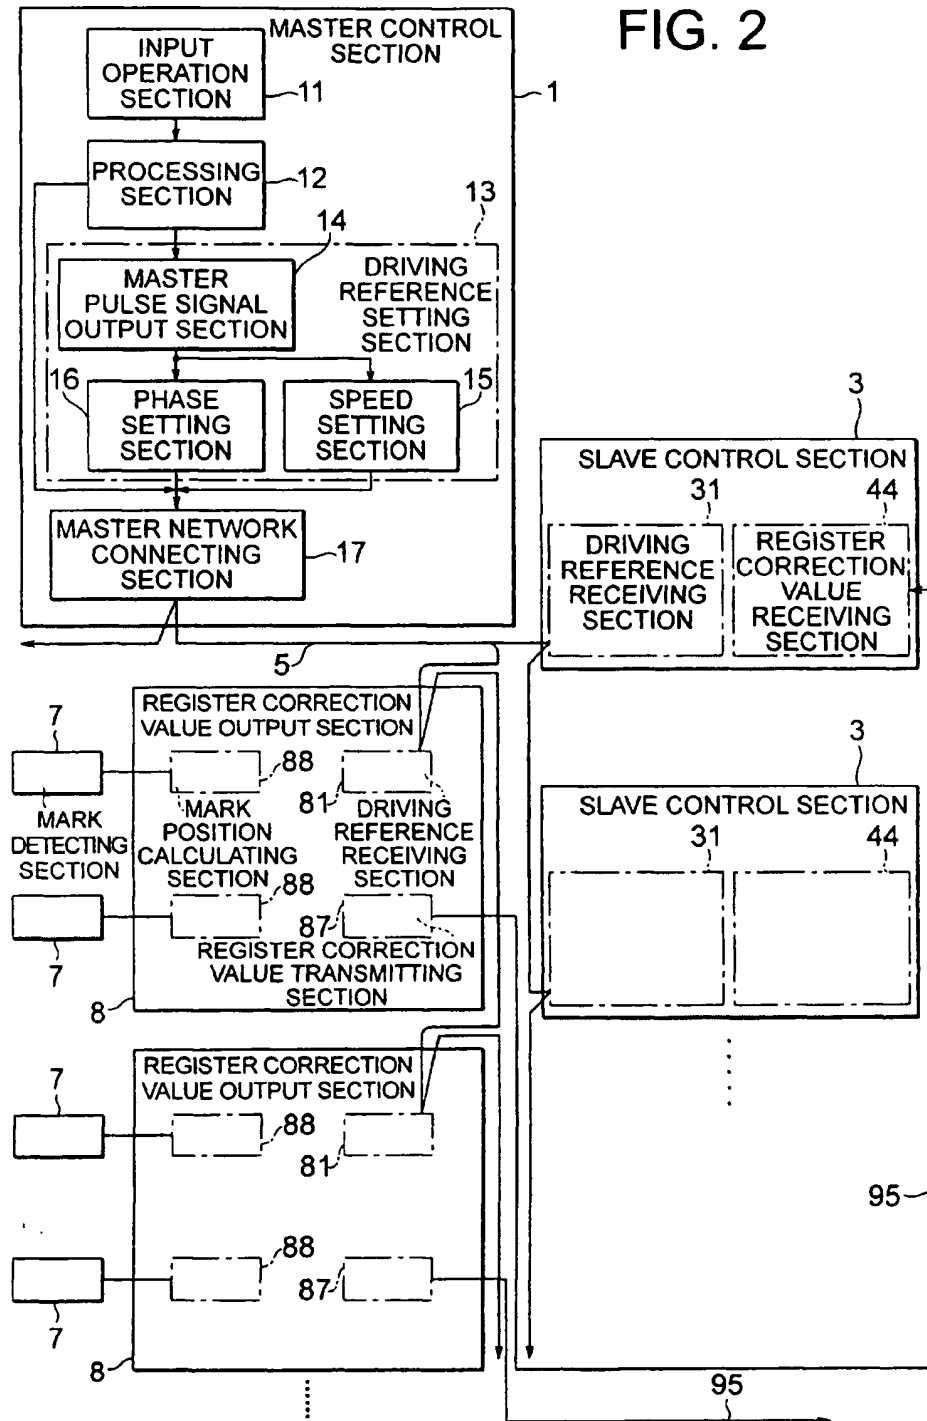 FIG. 2
MASTER CONTROL
SECTION
1
INPUT
OPERATION
SECTION
11
PROCESSING
SECTION
12
13
14
MASTER
PULSE SIGNAL
OUTPUT SECTION
DRIVING
REFERENCE
SETTING
SECTION
16
PHASE
SETTING
SECTION
SPEED
SETTING
SECTION
15
MASTER NETWORK
CONNECTING
SECTION
17
5
3
SLAVE CONTROL SECTION
31
44
DRIVING
REFERENCE
RECEIVING
SECTION
REGISTER
CORRECTION
VALUE
RECEIVING
SECTION
3
SLAVE CONTROL SECTION
31
44
REGISTER CORRECTION
VALUE OUTPUT SECTION
7
88
81
MARK
DETECTING
SECTION
MARK
POSITION
CALCULATING
SECTION
DRIVING
REFERENCE
RECEIVING
SECTION
88
87
7
REGISTER CORRECTION
VALUE TRANSMITTING
SECTION
8
REGISTER CORRECTION
VALUE OUTPUT SECTION
7
88
81
95
88
87
7
8
95